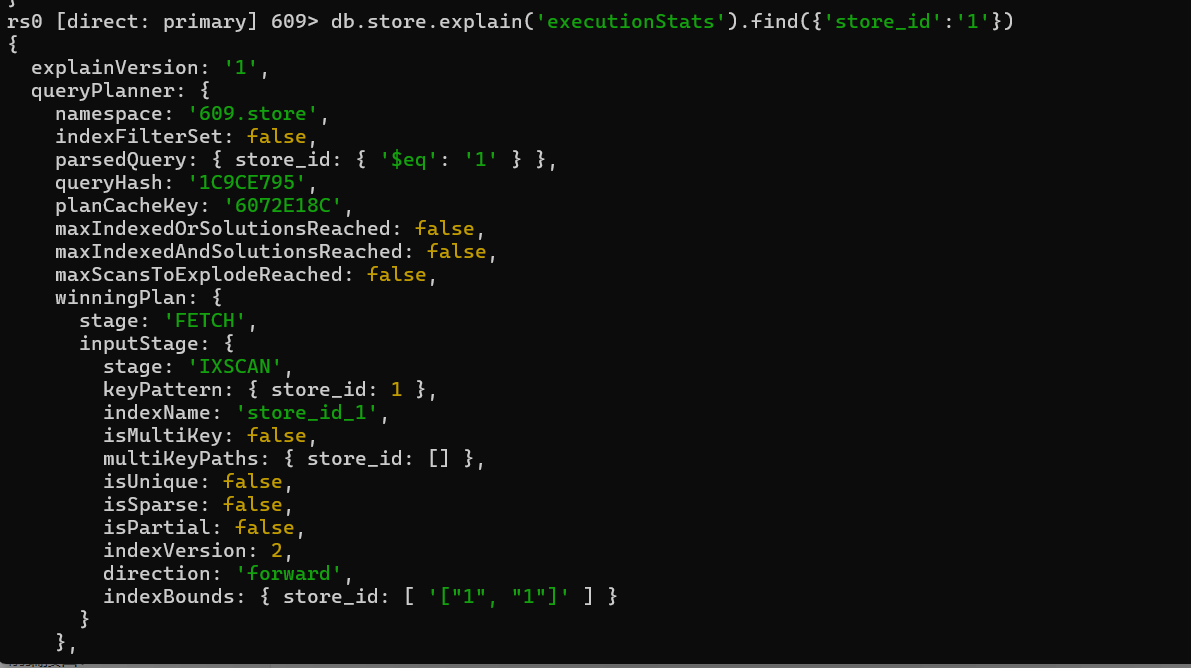 rs0 [direct: primary] 609> db.store.explain('executionStats').find({'store_id':'1'})
{
  explainVersion: '1',
  queryPlanner: {
    namespace: '609.store',
    indexFilterSet: false,
    parsedQuery: { store_id: { '$eq': '1' } },
    queryHash: '1C9CE795',
    planCacheKey: '6072E18C',
    maxIndexedOrSolutionsReached: false,
    maxIndexedAndSolutionsReached: false,
    maxScansToExplodeReached: false,
    winningPlan: {
      stage: 'FETCH',
      inputStage: {
        stage: 'IXSCAN',
        keyPattern: { store_id: 1 },
        indexName: 'store_id_1',
        isMultiKey: false,
        multiKeyPaths: { store_id: [] },
        isUnique: false,
        isSparse: false,
        isPartial: false,
        indexVersion: 2,
        direction: 'forward',
        indexBounds: { store_id: [ '["1", "1"]' ] }
      }
    },